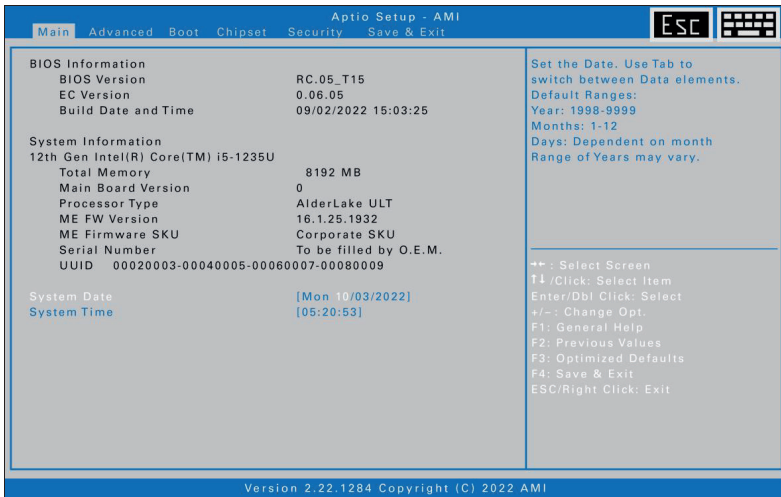 Aptio Setup - AMI
Main Advanced Boot Chipset Security Save & Exit
Esc
BIOS Information
BIOS Version RC.05_T15
EC Version 0.06.05
Build Date and Time 09/02/2022 15:03:25
System Information
12th Gen Intel(R) Core(TM) i5-1235U
Total Memory 8192 MB
Main Board Version 0
Processor Type AlderLake ULT
ME FW Version 16.1.25.1932
ME Firmware SKU Corporate SKU
Serial Number To be filled by O.E.M.
UUID 00020003-00040005-00060007-00080009
System Date [Mon 10/03/2022]
System Time [05:20:53]
Set the Date. Use Tab to
switch between Data elements.
Default Ranges:
Year: 1998-9999
Months: 1-12
Days: Dependent on month
Range of Years may vary.
→←: Select Screen
↑↓/Click: Select Item
Enter/Dbl Click: Select
+/–: Change Opt.
F1: General Help
F2: Previous Values
F3: Optimized Defaults
F4: Save & Exit
ESC/Right Click: Exit
Version 2.22.1284 Copyright (C) 2022 AMI